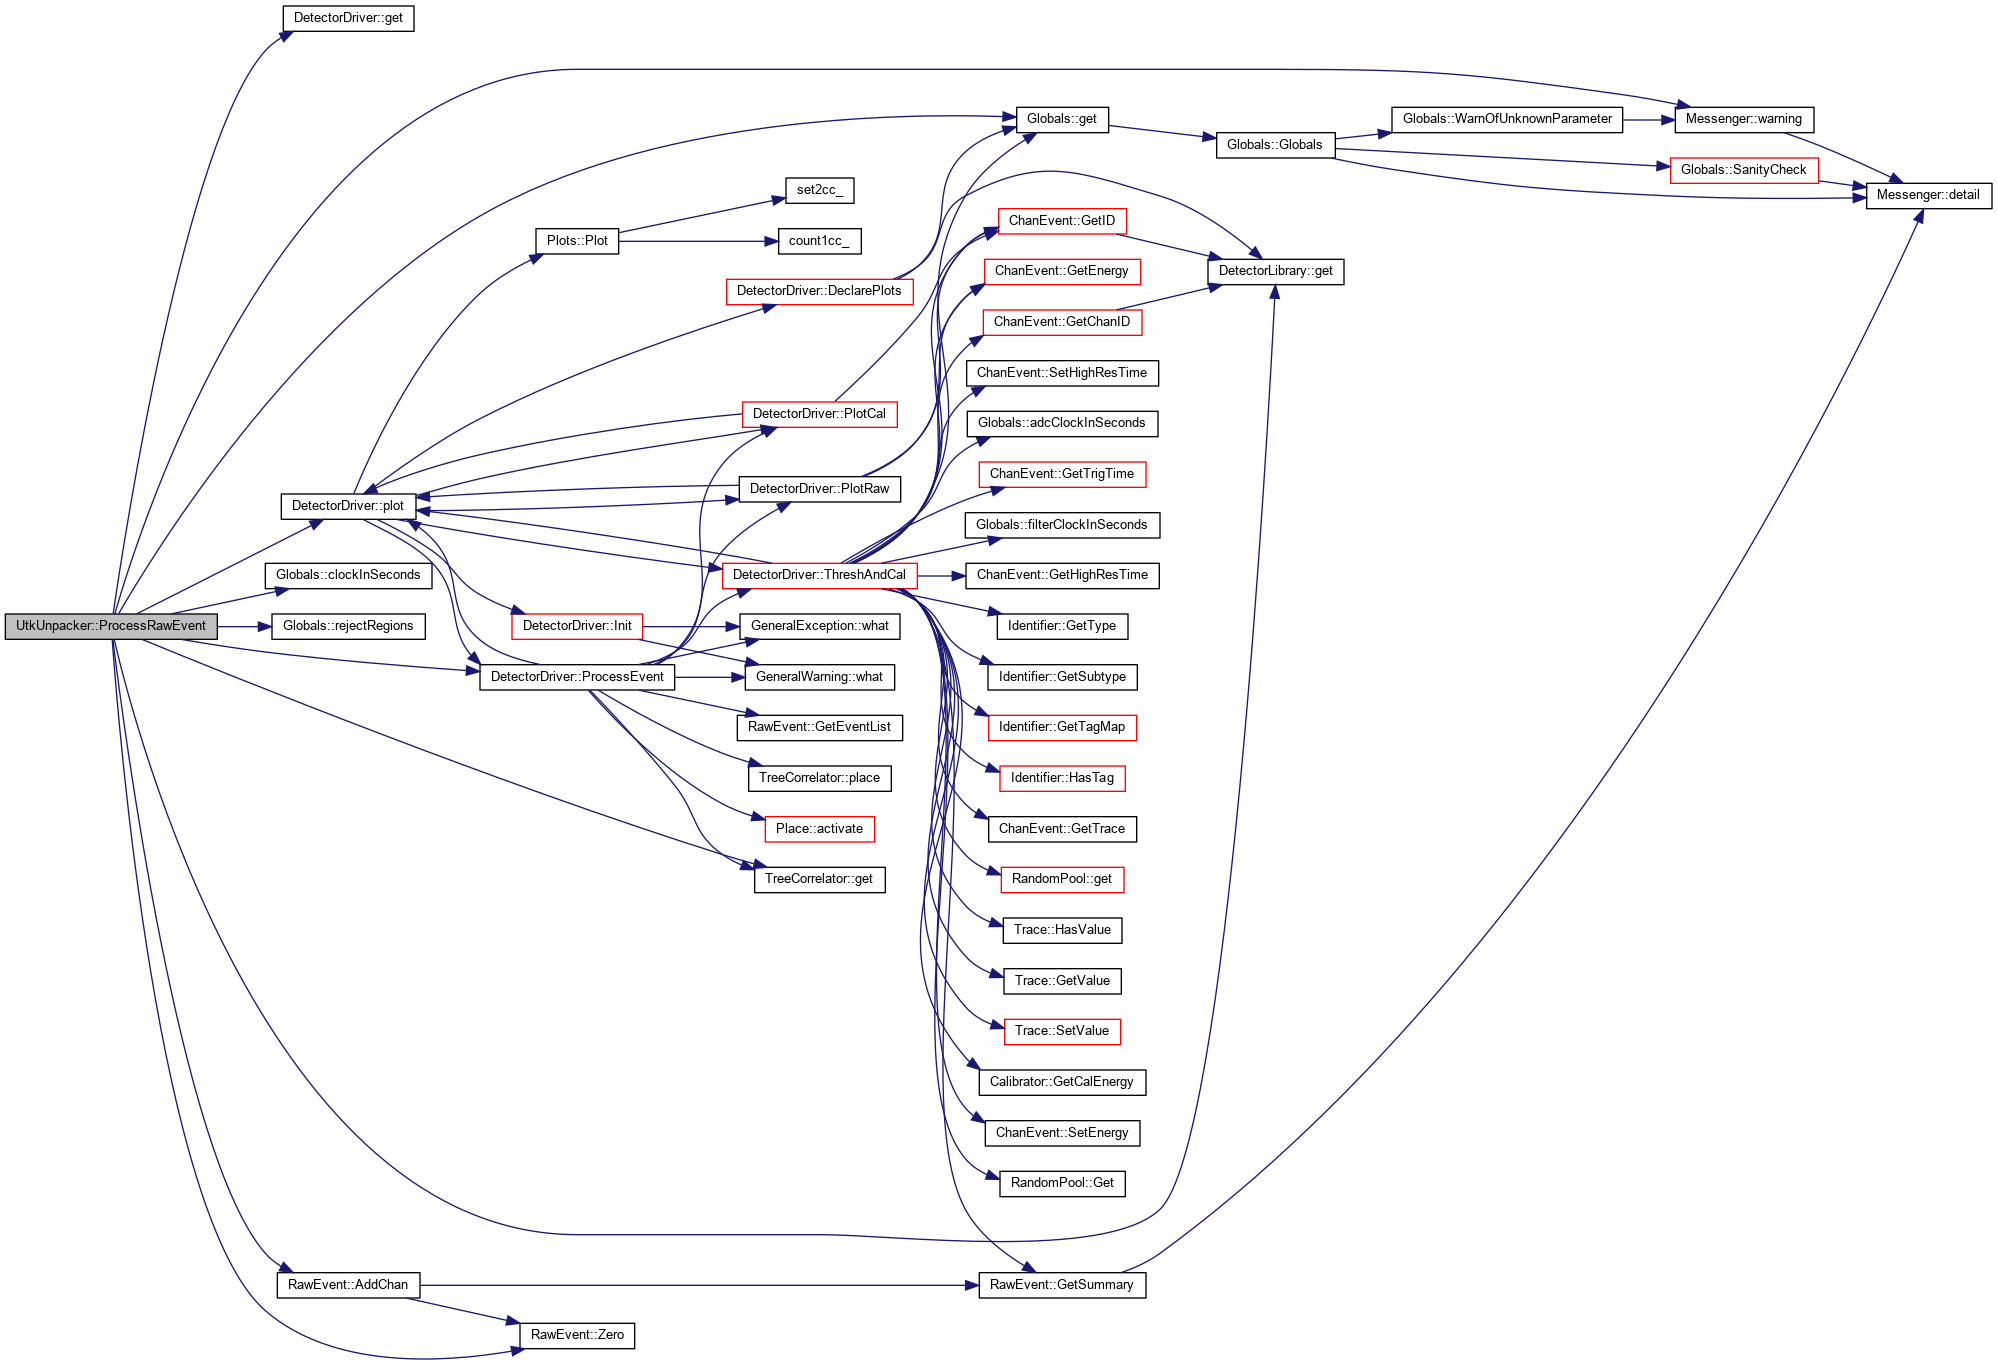 DetectorDriver::get
Globals::get
Globals::WarnOfUnknownParameter
Messenger::warning
Globals::Globals
Globals::SanityCheck
Messenger::detail
set2cc_
Plots::Plot
count1cc_
ChanEvent::GetID
DetectorLibrary::get
ChanEvent::GetEnergy
DetectorDriver::DeclarePlots
ChanEvent::GetChanID
ChanEvent::SetHighResTime
DetectorDriver::PlotCal
Globals::adcClockInSeconds
ChanEvent::GetTrigTime
DetectorDriver::PlotRaw
DetectorDriver::plot
Globals::filterClockInSeconds
Globals::clockInSeconds
DetectorDriver::ThreshAndCal
ChanEvent::GetHighResTime
UtkUnpacker::ProcessRawEvent
Globals::rejectRegions
DetectorDriver::Init
GeneralException::what
Identifier::GetType
DetectorDriver::ProcessEvent
GeneralWarning::what
Identifier::GetSubtype
RawEvent::GetEventList
Identifier::GetTagMap
TreeCorrelator::place
Identifier::HasTag
Place::activate
ChanEvent::GetTrace
TreeCorrelator::get
RandomPool::get
Trace::HasValue
Trace::GetValue
Trace::SetValue
Calibrator::GetCalEnergy
ChanEvent::SetEnergy
RandomPool::Get
RawEvent::AddChan
RawEvent::GetSummary
RawEvent::Zero